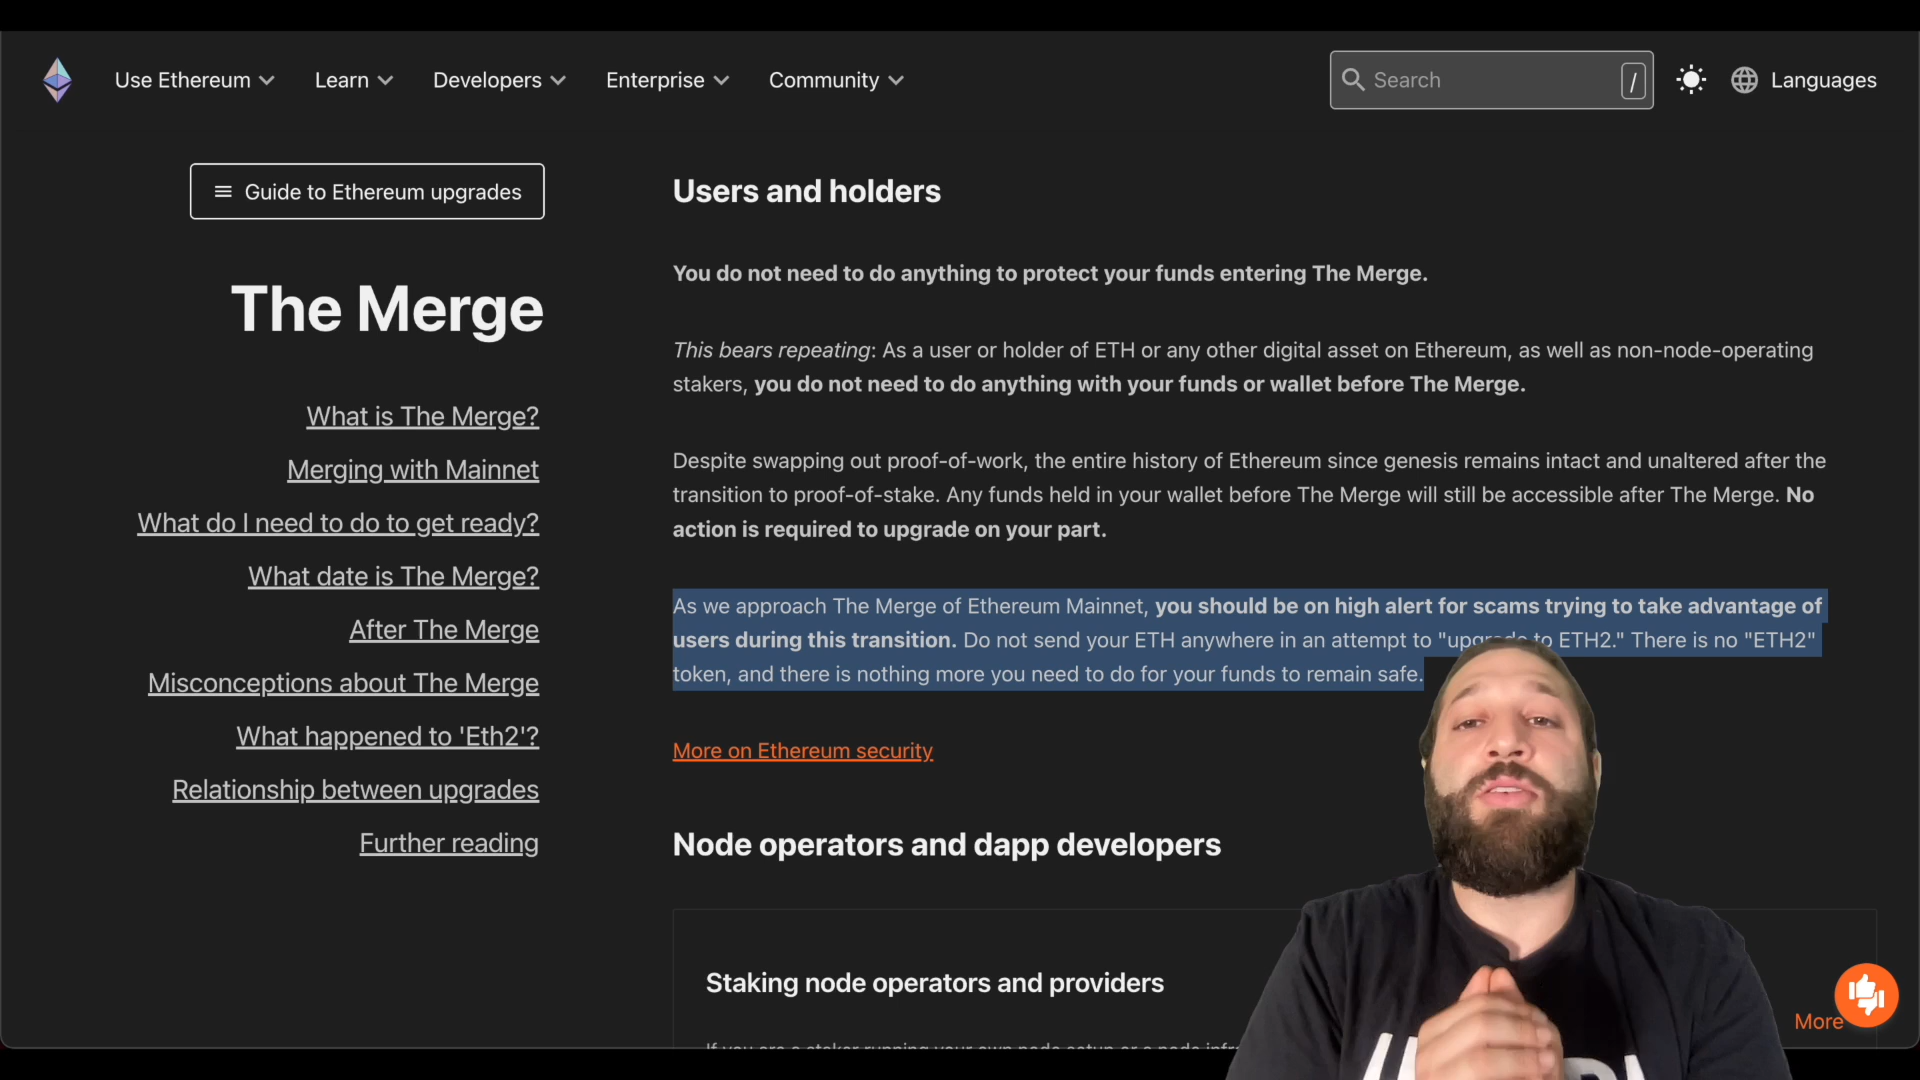 Use Ethereum Learn Developers Enterprise Community Search / Languages
Guide to Ethereum upgrades
The Merge
What is The Merge?
Merging with Mainnet
What do I need to do to get ready?
What date is The Merge?
After The Merge
Misconceptions about The Merge
What happened to 'Eth2'?
Relationship between upgrades
Further reading
Users and holders
You do not need to do anything to protect your funds entering The Merge.
This bears repeating: As a user or holder of ETH or any other digital asset on Ethereum, as well as non-node-operating
stakers, you do not need to do anything with your funds or wallet before The Merge.
Despite swapping out proof-of-work, the entire history of Ethereum since genesis remains intact and unaltered after the
transition to proof-of-stake. Any funds held in your wallet before The Merge will still be accessible after The Merge. No
action is required to upgrade on your part.
As we approach The Merge of Ethereum Mainnet, you should be on high alert for scams trying to take advantage of
users during this transition. Do not send your ETH anywhere in an attempt to "upgrade to ETH2." There is no "ETH2"
token, and there is nothing more you need to do for your funds to remain safe.
More on Ethereum security
Node operators and dapp developers
Staking node operators and providers
If you are a staker running your own node setup or a node
More